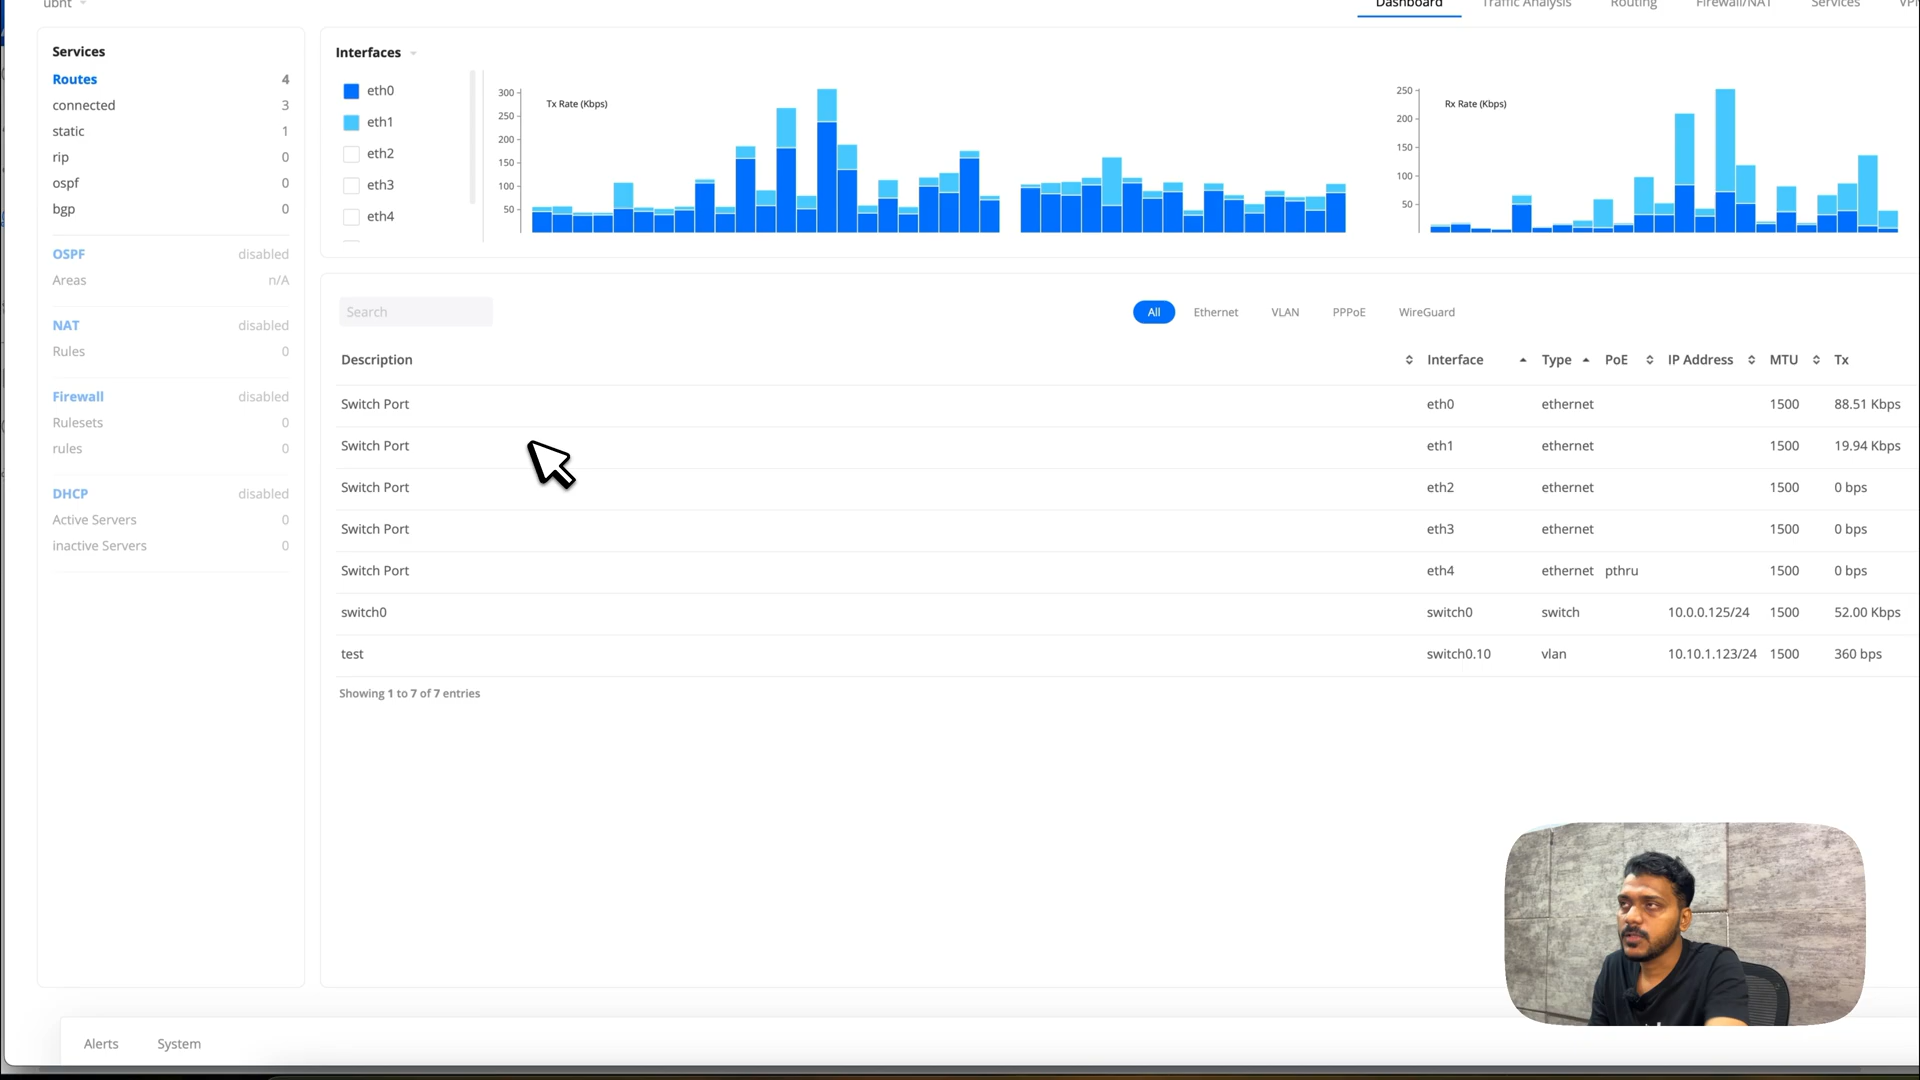 ubnt
Dashboard
Traffic Analysis
Routing
Firewall/NAT
Services
Services
Routes 4
connected 3
static 1
rip 0
ospf 0
bgp 0
OSPF disabled
Areas n/A
NAT disabled
Rules 0
Firewall disabled
Rulesets 0
rules 0
DHCP disabled
Active Servers 0
inactive Servers 0
Interfaces
eth0
eth1
eth2
eth3
eth4
Tx Rate (Kbps)
300
250
200
150
100
50
Rx Rate (Kbps)
250
200
150
100
50
Search
All Ethernet VLAN PPPoE WireGuard
Description Interface Type PoE IP Address MTU Tx
Switch Port eth0 ethernet 1500 88.51 Kbps
Switch Port eth1 ethernet 1500 19.94 Kbps
Switch Port eth2 ethernet 1500 0 bps
Switch Port eth3 ethernet 1500 0 bps
Switch Port eth4 ethernet pthru 1500 0 bps
switch0 switch0 switch 10.0.0.125/24 1500 52.00 Kbps
test switch0.10 vlan 10.10.1.123/24 1500 360 bps
Showing 1 to 7 of 7 entries
Alerts System